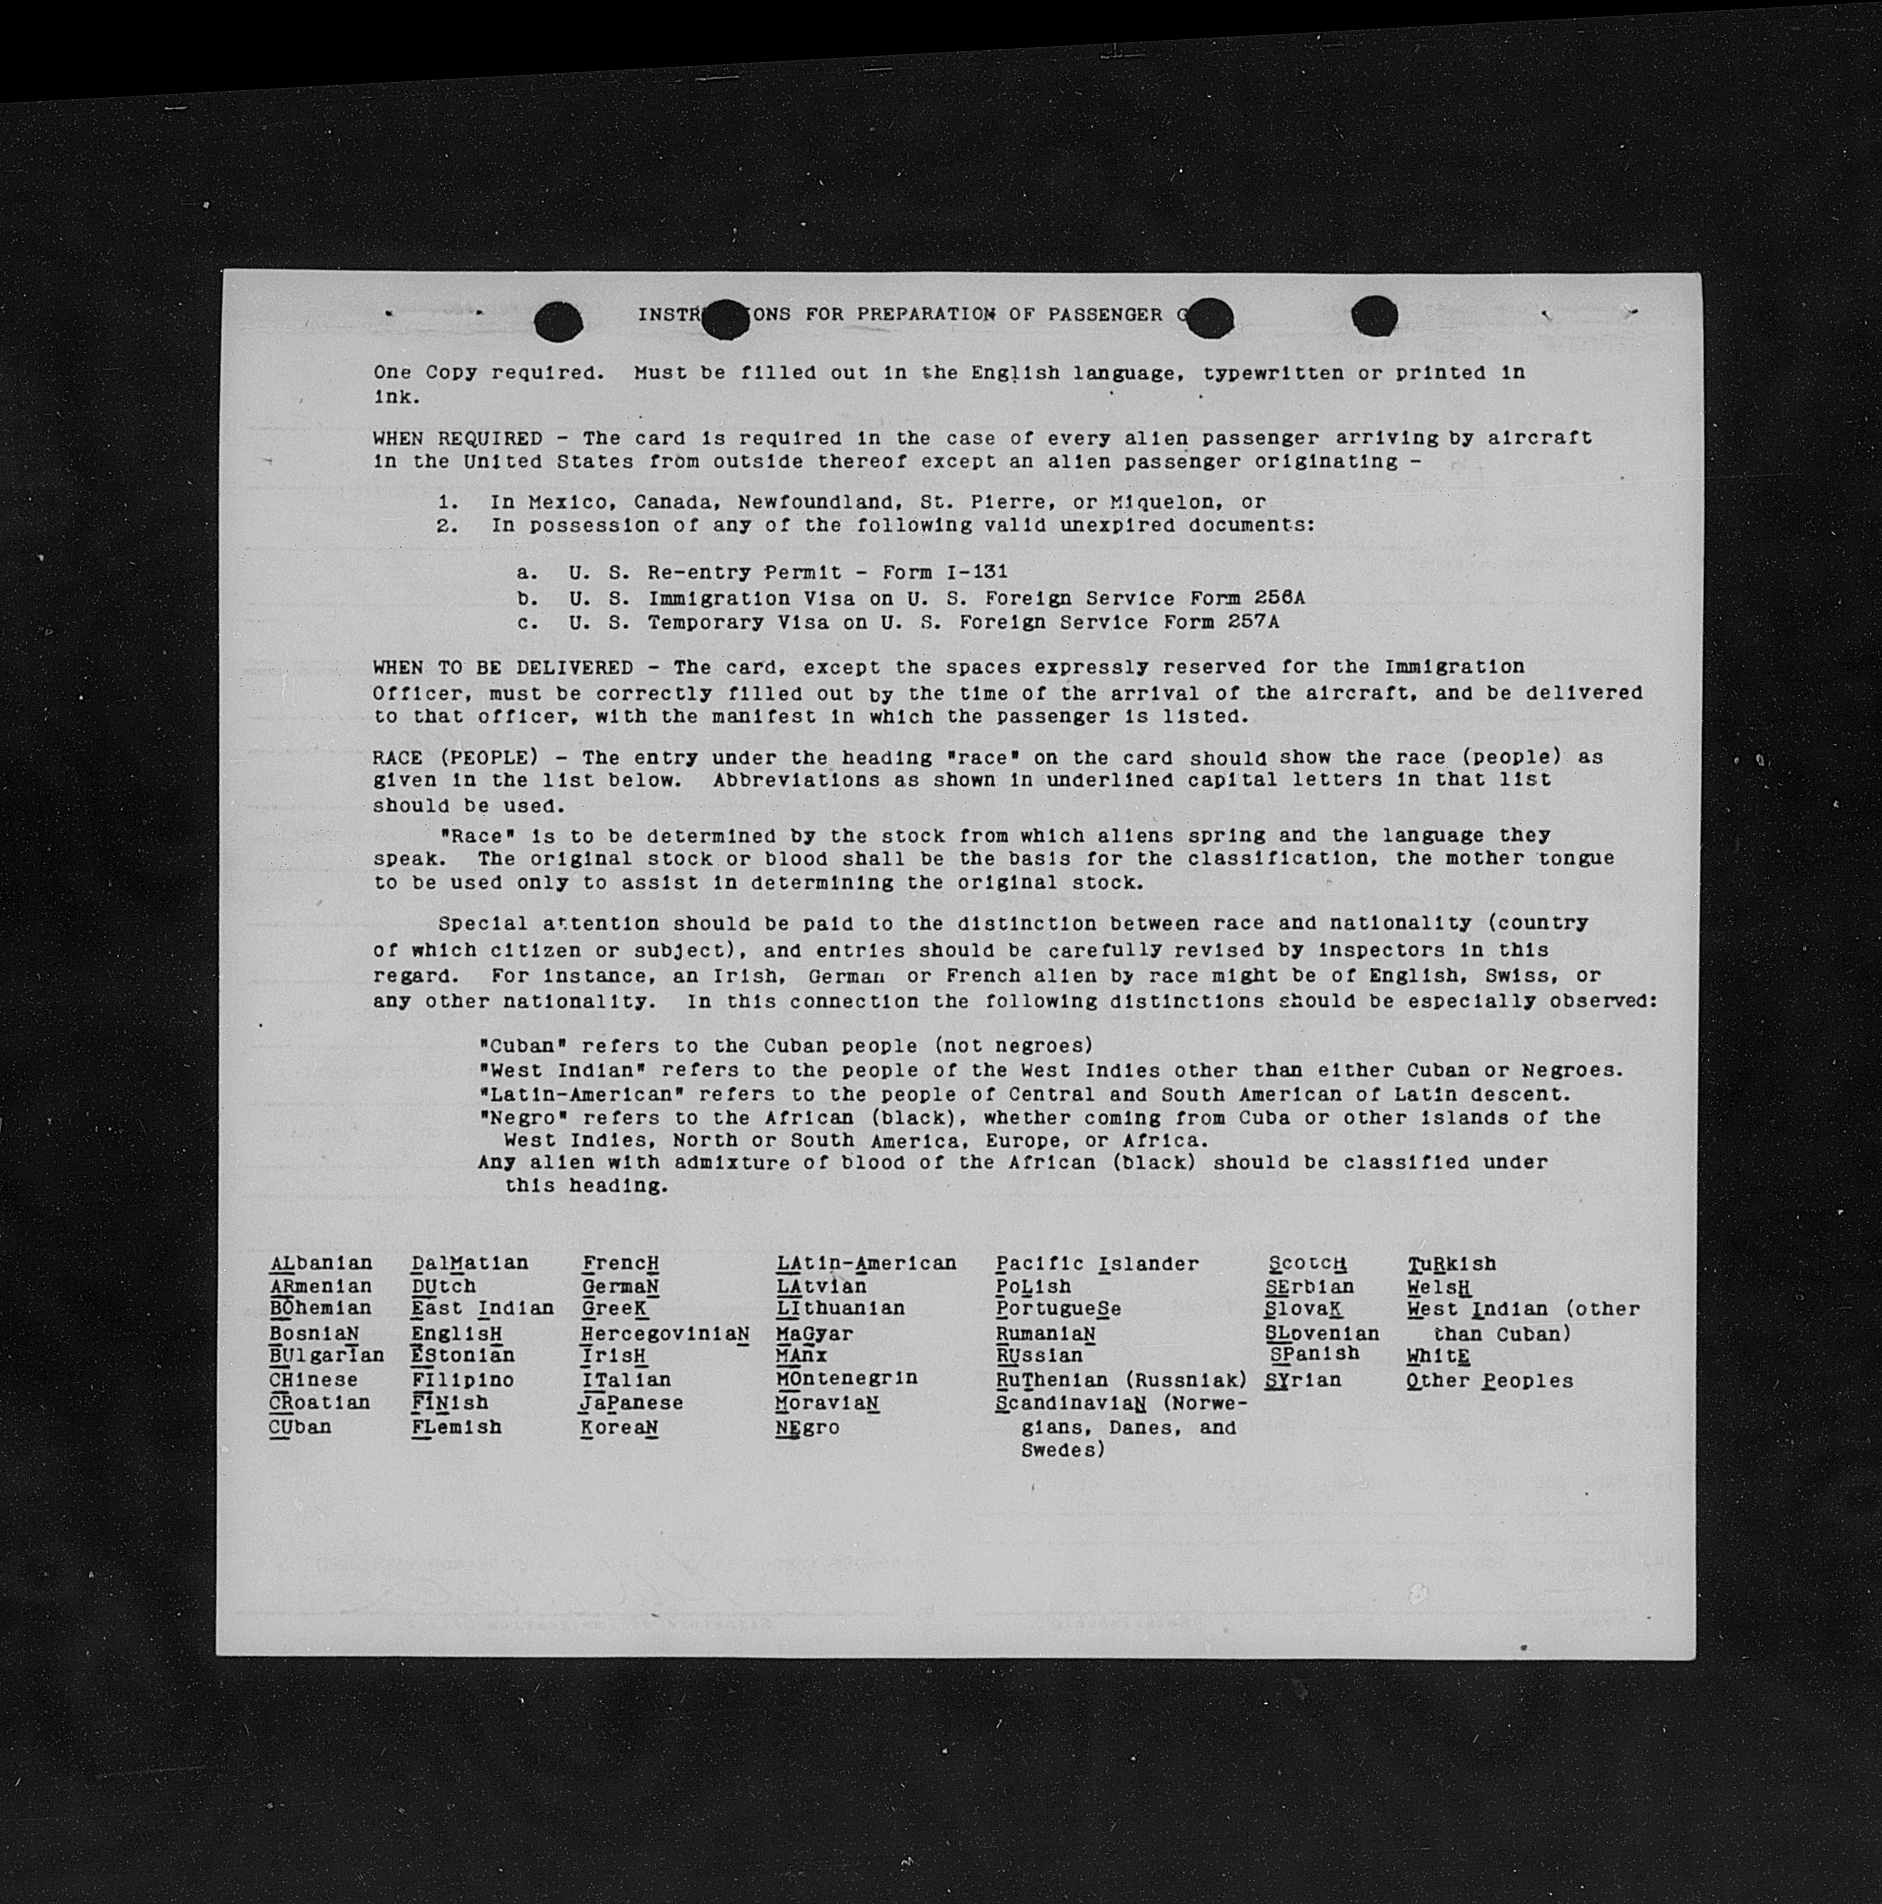 INSTR ONS FOR PREPARATION OF PASSENGER
One Copy required. Must be filled out in the English language, typewritten or printed in
ink.
WHEN REQUIRED - The card is required in the case of every alien passenger arriving by aircraft
in the United States from outside thereof except an alien passenger originating -
1. In Mexico, Canada, Newfoundland, St. Pierre, or Miquelon, or
2. In possession of any of the following valid unexpired documents:
a. U. S. Re-entry Permit - Form I-131
b. U. S. Immigration Visa on U. S. Foreign Service Form 256A
c. U. S. Temporary Visa on U. S. Foreign Service Form 257A
WHEN TO BE DELIVERED - The card, except the spaces expressly reserved for the Immigration
Officer, must be correctly filled out by the time of the arrival of the aircraft, and be delivered
to that officer, with the manifest in which the passenger is listed.
RACE (PEOPLE) - The entry under the heading "race" on the card should show the race (people) as
given in the list below. Abbreviations as shown in underlined capital letters in that list
should be used.
"Race" is to be determined by the stock from which aliens spring and the language they
speak. The original stock or blood shall be the basis for the classification, the mother tongue
to be used only to assist in determining the original stock.
Special attention should be paid to the distinction between race and nationality (country
of which citizen or subject), and entries should be carefully revised by inspectors in this
regard. For instance, an Irish, German or French alien by race might be of English, Swiss, or
any other nationality. In this connection the following distinctions should be especially observed:
"Cuban" refers to the Cuban people (not negroes)
"West Indian" refers to the people of the West Indies other than either Cuban or Negroes.
"Latin-American" refers to the people of Central and South American of Latin descent.
"Negro" refers to the African (black), whether coming from Cuba or other islands of the
West Indies, North or South America, Europe, or Africa.
Any alien with admixture of blood of the African (black) should be classified under
this heading.
ALbanian DalMatian FrencH LAtin-American Pacific Islander ScotcH TuRkish
ARmenian DUtch GermaN LAtvian PoLish SErbian WelsH
BOhemian East Indian GreeK LIthuanian PortugueSe SlovaK West Indian (other
BosniaN EnglisH HercegoviniaN MaGyar RumaniaN SLovenian than Cuban)
BUlgarian EStonian IrisH MAnx RUssian SPanish WhitE
CHinese FIlipino ITalian MOntenegrin RuThenian (Russniak) SYrian Other Peoples
CRoatian FINish JaPanese MoraviaN ScandinaviaN (Norwe-
CUban FLemish KoreaN NEgro gians, Danes, and
Swedes)